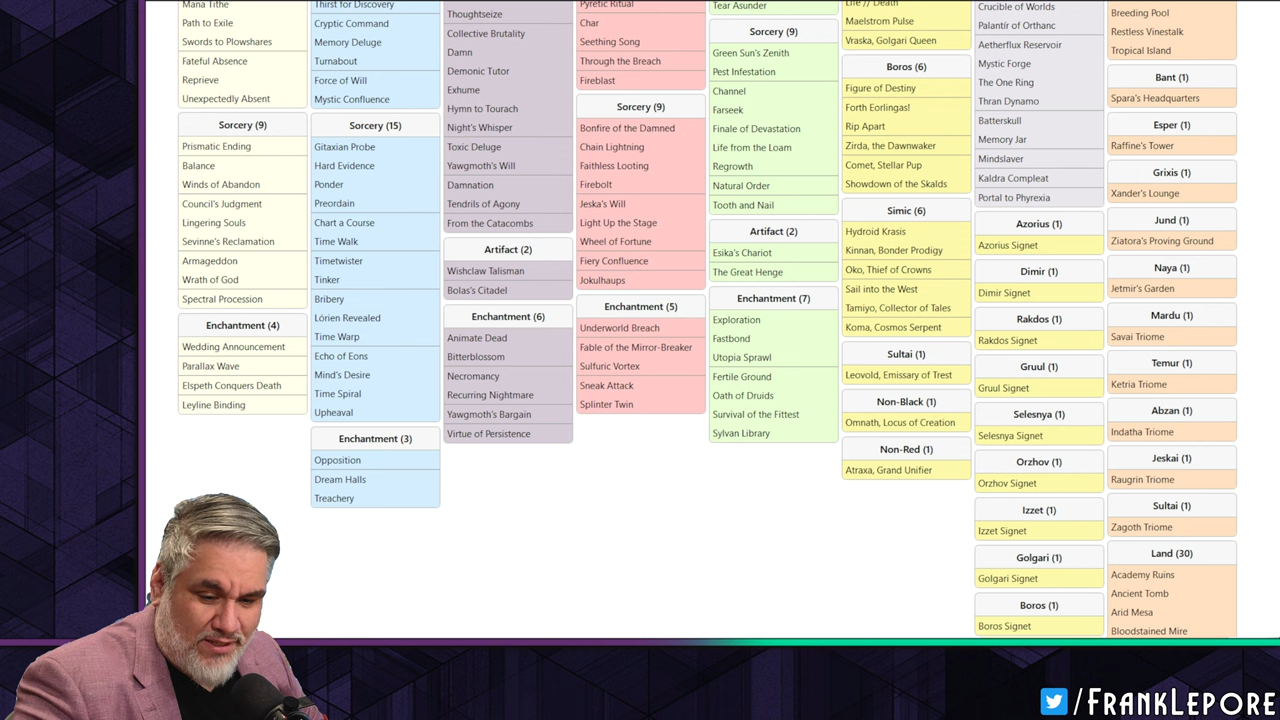 Mana Tithe
Path to Exile
Swords to Plowshares
Fateful Absence
Reprieve
Unexpectedly Absent
Sorcery (9)
Prismatic Ending
Balance
Winds of Abandon
Council's Judgment
Lingering Souls
Sevinne's Reclamation
Armageddon
Wrath of God
Spectral Procession
Enchantment (4)
Wedding Announcement
Parallax Wave
Elspeth Conquers Death
Leyline Binding
Thirst for Discovery
Cryptic Command
Memory Deluge
Turnabout
Force of Will
Mystic Confluence
Sorcery (15)
Gitaxian Probe
Hard Evidence
Ponder
Preordain
Chart a Course
Time Walk
Timetwister
Tinker
Bribery
Lórien Revealed
Time Warp
Echo of Eons
Mind's Desire
Time Spiral
Upheaval
Enchantment (3)
Opposition
Dream Halls
Treachery
Thoughtseize
Collective Brutality
Damn
Demonic Tutor
Exhume
Hymn to Tourach
Night's Whisper
Toxic Deluge
Yawgmoth's Will
Damnation
Tendrils of Agony
From the Catacombs
Artifact (2)
Wishclaw Talisman
Bolas's Citadel
Enchantment (6)
Animate Dead
Bitterblossom
Necromancy
Recurring Nightmare
Yawgmoth's Bargain
Virtue of Persistence
Pyretic Ritual
Char
Seething Song
Through the Breach
Fireblast
Sorcery (9)
Bonfire of the Damned
Chain Lightning
Faithless Looting
Firebolt
Jeska's Will
Light Up the Stage
Wheel of Fortune
Fiery Confluence
Jokulhaups
Enchantment (5)
Underworld Breach
Fable of the Mirror-Breaker
Sulfuric Vortex
Sneak Attack
Splinter Twin
Tear Asunder
Sorcery (9)
Green Sun's Zenith
Pest Infestation
Channel
Farseek
Finale of Devastation
Life from the Loam
Regrowth
Natural Order
Tooth and Nail
Artifact (2)
Esika's Chariot
The Great Henge
Enchantment (7)
Exploration
Fastbond
Utopia Sprawl
Fertile Ground
Oath of Druids
Survival of the Fittest
Sylvan Library
Life // Death
Maelstrom Pulse
Vraska, Golgari Queen
Boros (6)
Figure of Destiny
Forth Eorlingas!
Rip Apart
Zirda, the Dawnwaker
Comet, Stellar Pup
Showdown of the Skalds
Simic (6)
Hydroid Krasis
Kinnan, Bonder Prodigy
Oko, Thief of Crowns
Sail into the West
Tamiyo, Collector of Tales
Koma, Cosmos Serpent
Sultai (1)
Leovold, Emissary of Trest
Non-Black (1)
Omnath, Locus of Creation
Non-Red (1)
Atraxa, Grand Unifier
Crucible of Worlds
Palantír of Orthanc
Aetherflux Reservoir
Mystic Forge
The One Ring
Thran Dynamo
Batterskull
Memory Jar
Mindslaver
Kaldra Compleat
Portal to Phyrexia
Azorius (1)
Azorius Signet
Dimir (1)
Dimir Signet
Rakdos (1)
Rakdos Signet
Gruul (1)
Gruul Signet
Selesnya (1)
Selesnya Signet
Orzhov (1)
Orzhov Signet
Izzet (1)
Izzet Signet
Golgari (1)
Golgari Signet
Boros (1)
Boros Signet
Breeding Pool
Restless Vinestalk
Tropical Island
Bant (1)
Spara's Headquarters
Esper (1)
Raffine's Tower
Grixis (1)
Xander's Lounge
Jund (1)
Ziatora's Proving Ground
Naya (1)
Jetmir's Garden
Mardu (1)
Savai Triome
Temur (1)
Ketria Triome
Abzan (1)
Indatha Triome
Jeskai (1)
Raugrin Triome
Sultai (1)
Zagoth Triome
Land (30)
Academy Ruins
Ancient Tomb
Arid Mesa
Bloodstained Mire
/FRANKLEPORE